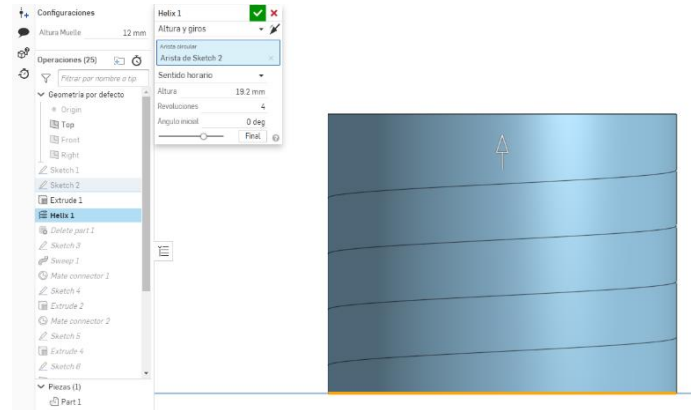 Configuraciones
Altura Muelle 12 mm
Operaciones (25)
Filtrar por nombre o tip
Geometría por defecto
Origin
Top
Front
Right
Sketch 1
Sketch 2
Extrude 1
Helix 1
Delete part 1
Sketch 3
Sweep 1
Mate connector 1
Sketch 4
Extrude 2
Mate connector 2
Sketch 5
Extrude 4
Sketch 6
Piezas (1)
Part 1
Helix 1
Altura y giros
Arista circular
Arista de Sketch 2
Sentido horario
Altura 19.2 mm
Revoluciones 4
Ángulo inicial 0 deg
Final